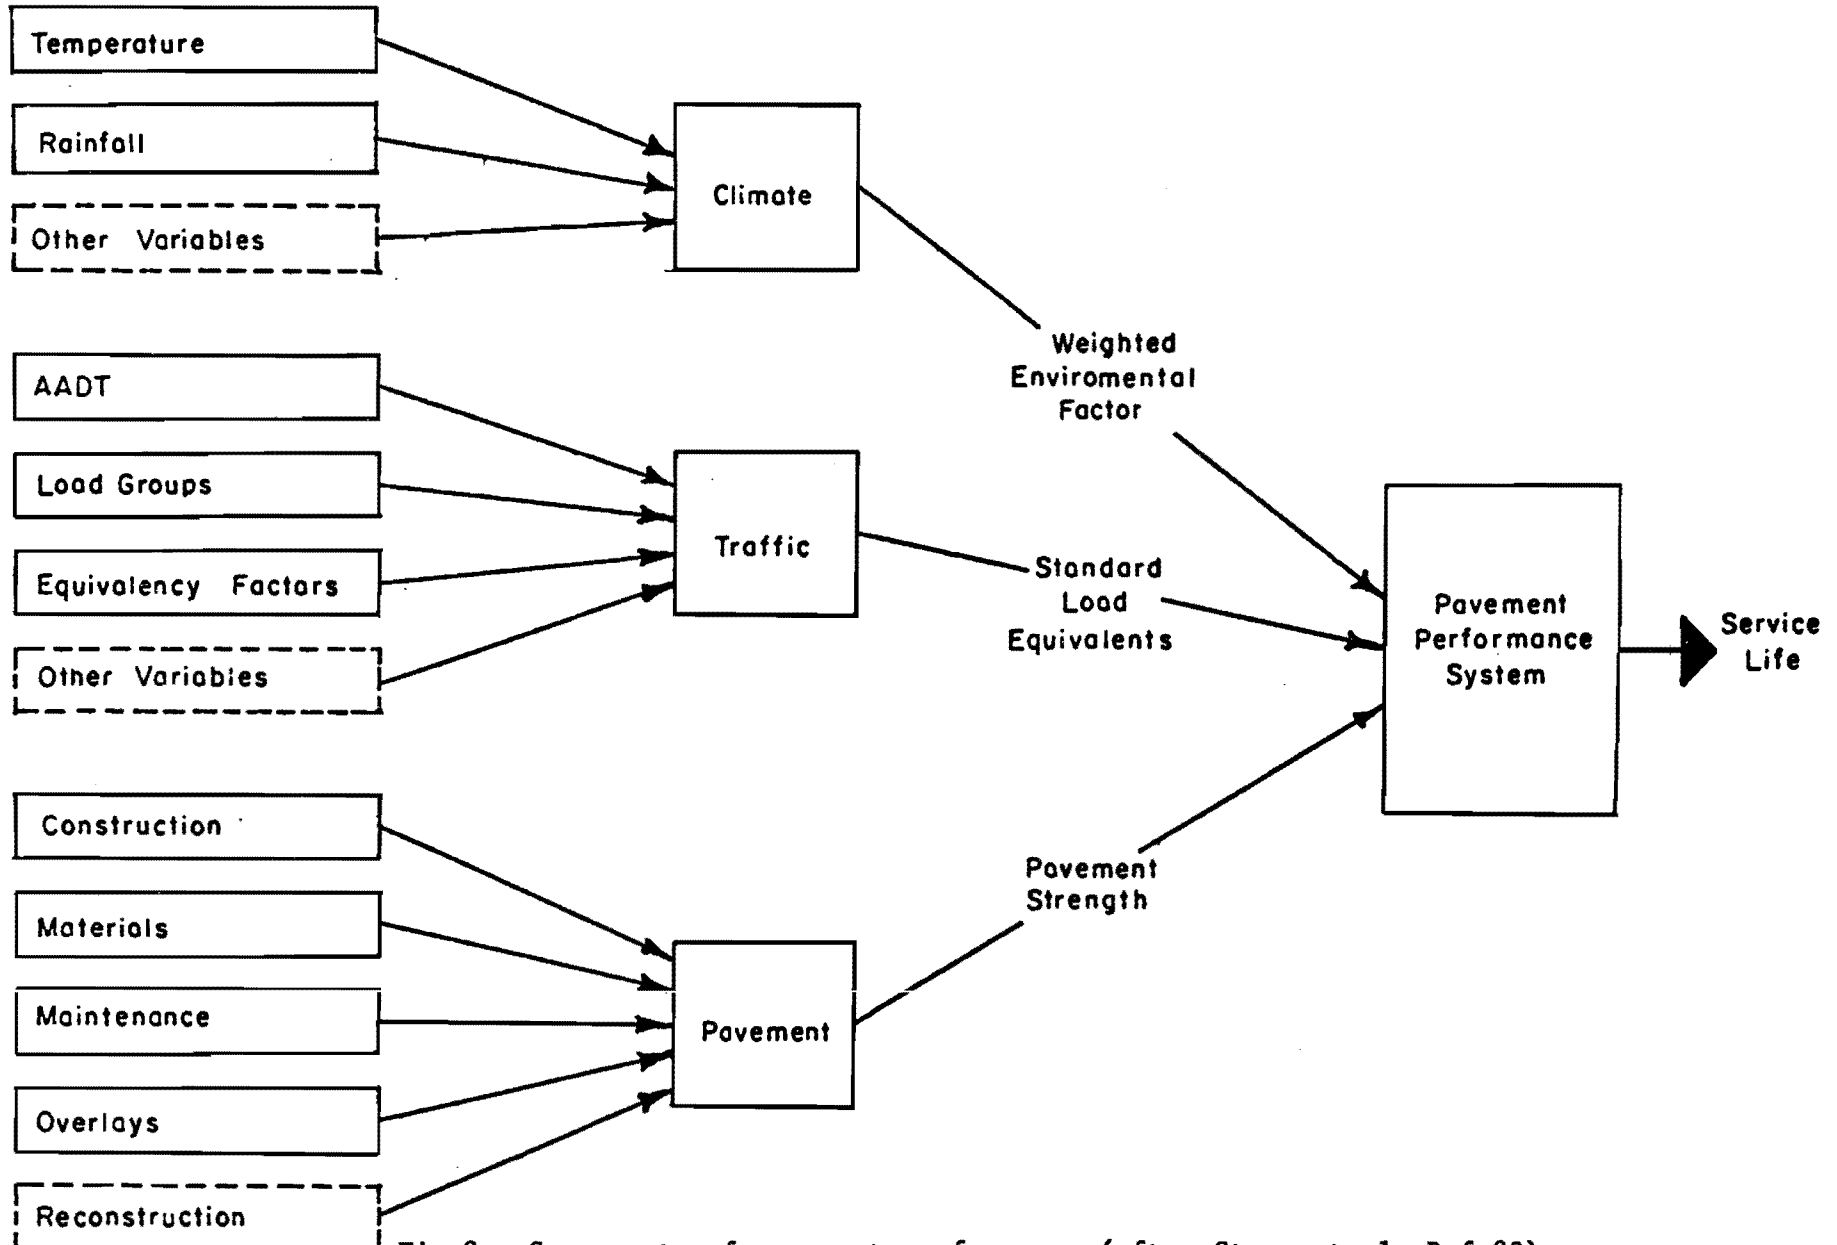 Temperature
Rainfall
Other Variables
Climate
Weighted
Enviromental
Factor
AADT
Load Groups
Equivalency Factors
Other Variables
Traffic
Standard
Load
Equivalents
Pavement
Performance
System
Service
Life
Construction
Materials
Maintenance
Overlays
Reconstruction
Pavement
Pavement
Strength